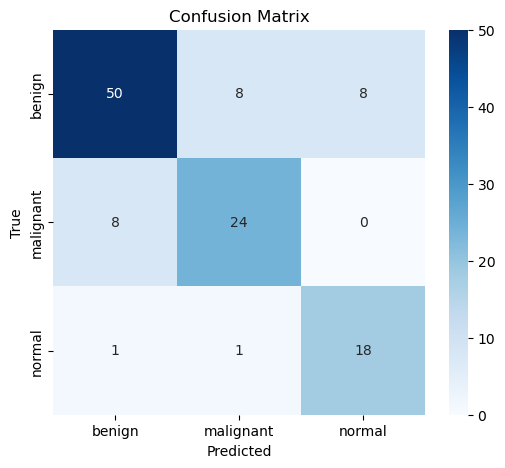 Confusion Matrix
True
benign 50 8 8
malignant 8 24 0
normal 1 1 18
benign malignant normal
Predicted
50
40
30
20
10
0